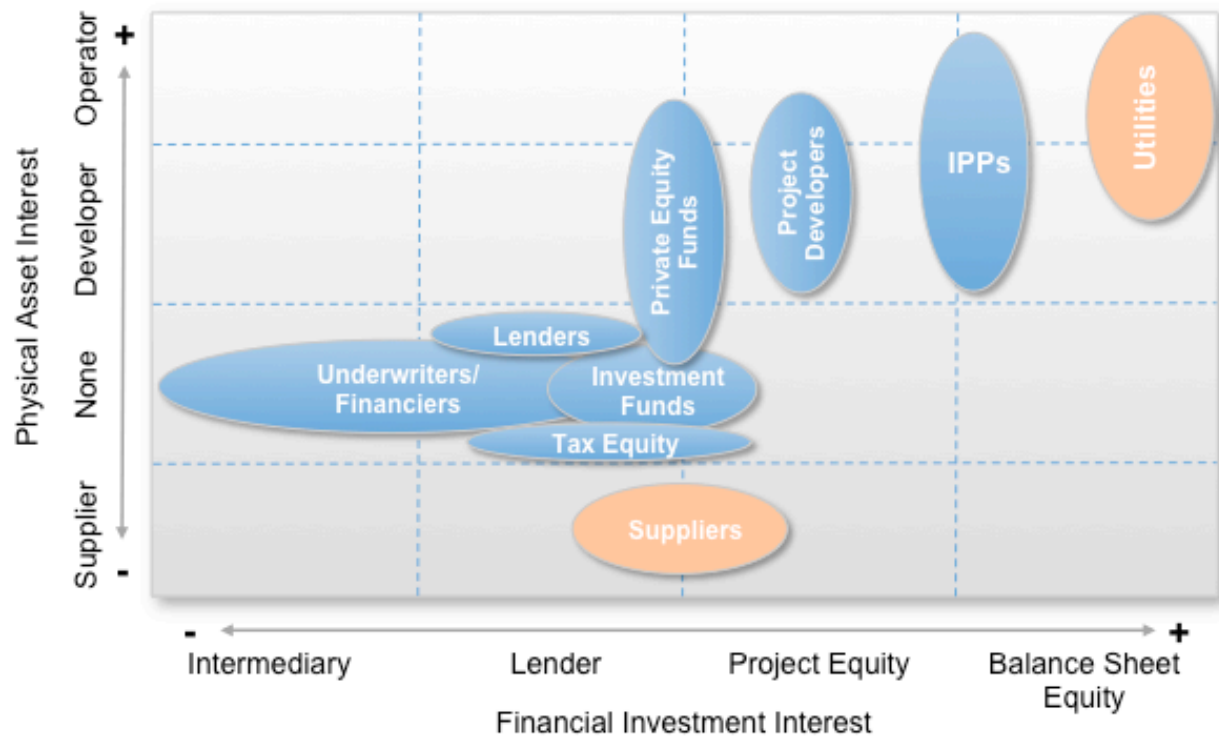 +
Operator
Developer
None
Supplier
-
Physical Asset Interest
Utilities
IPPs
Project
Developers
Private Equity
Funds
Lenders
Underwriters/
Financiers
Investment
Funds
Tax Equity
Suppliers
-
+
Intermediary
Lender
Project Equity
Balance Sheet
Equity
Financial Investment Interest